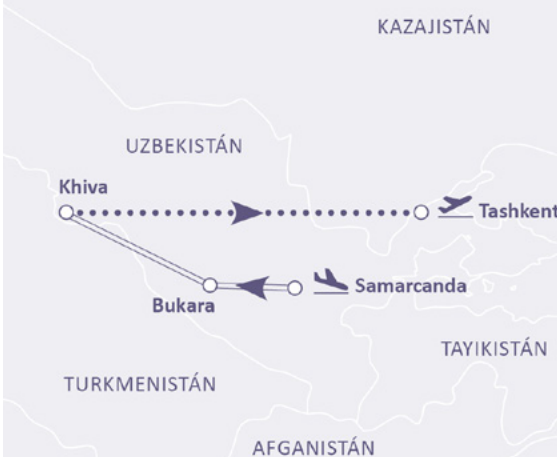 KAZAJISTÁN
UZBEKISTÁN
Khiva
Tashkent
Samarcanda
Bukara
TAYIKISTÁN
TURKMENISTÁN
AFGANISTÁN